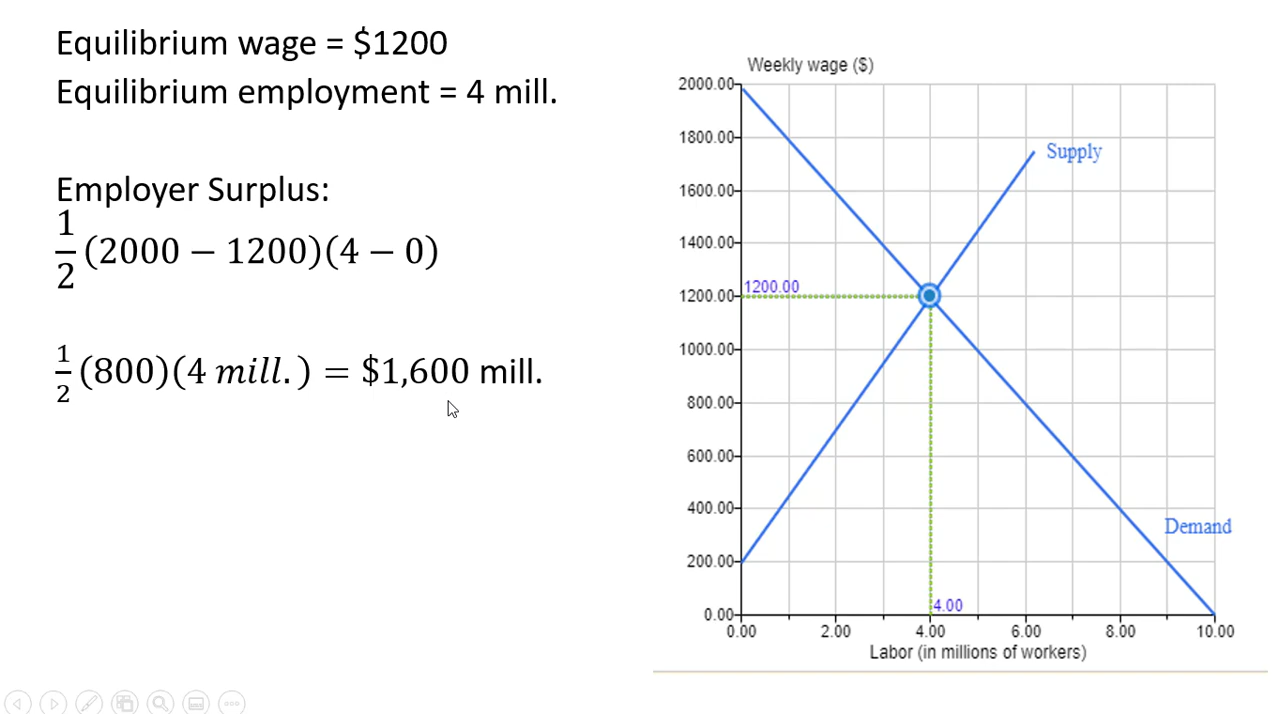 Equilibrium wage = $1200
Equilibrium employment = 4 mill.
Employer Surplus:
1/2 (2000 − 1200)(4 − 0)
1/2 (800)(4 mill.) = $1,600 mill.
Weekly wage ($)
2000.00
1800.00
1600.00
1400.00
1200.00
1000.00
800.00
600.00
400.00
200.00
0.00
Supply
1200.00
Demand
4.00
0.00 2.00 4.00 6.00 8.00 10.00
Labor (in millions of workers)